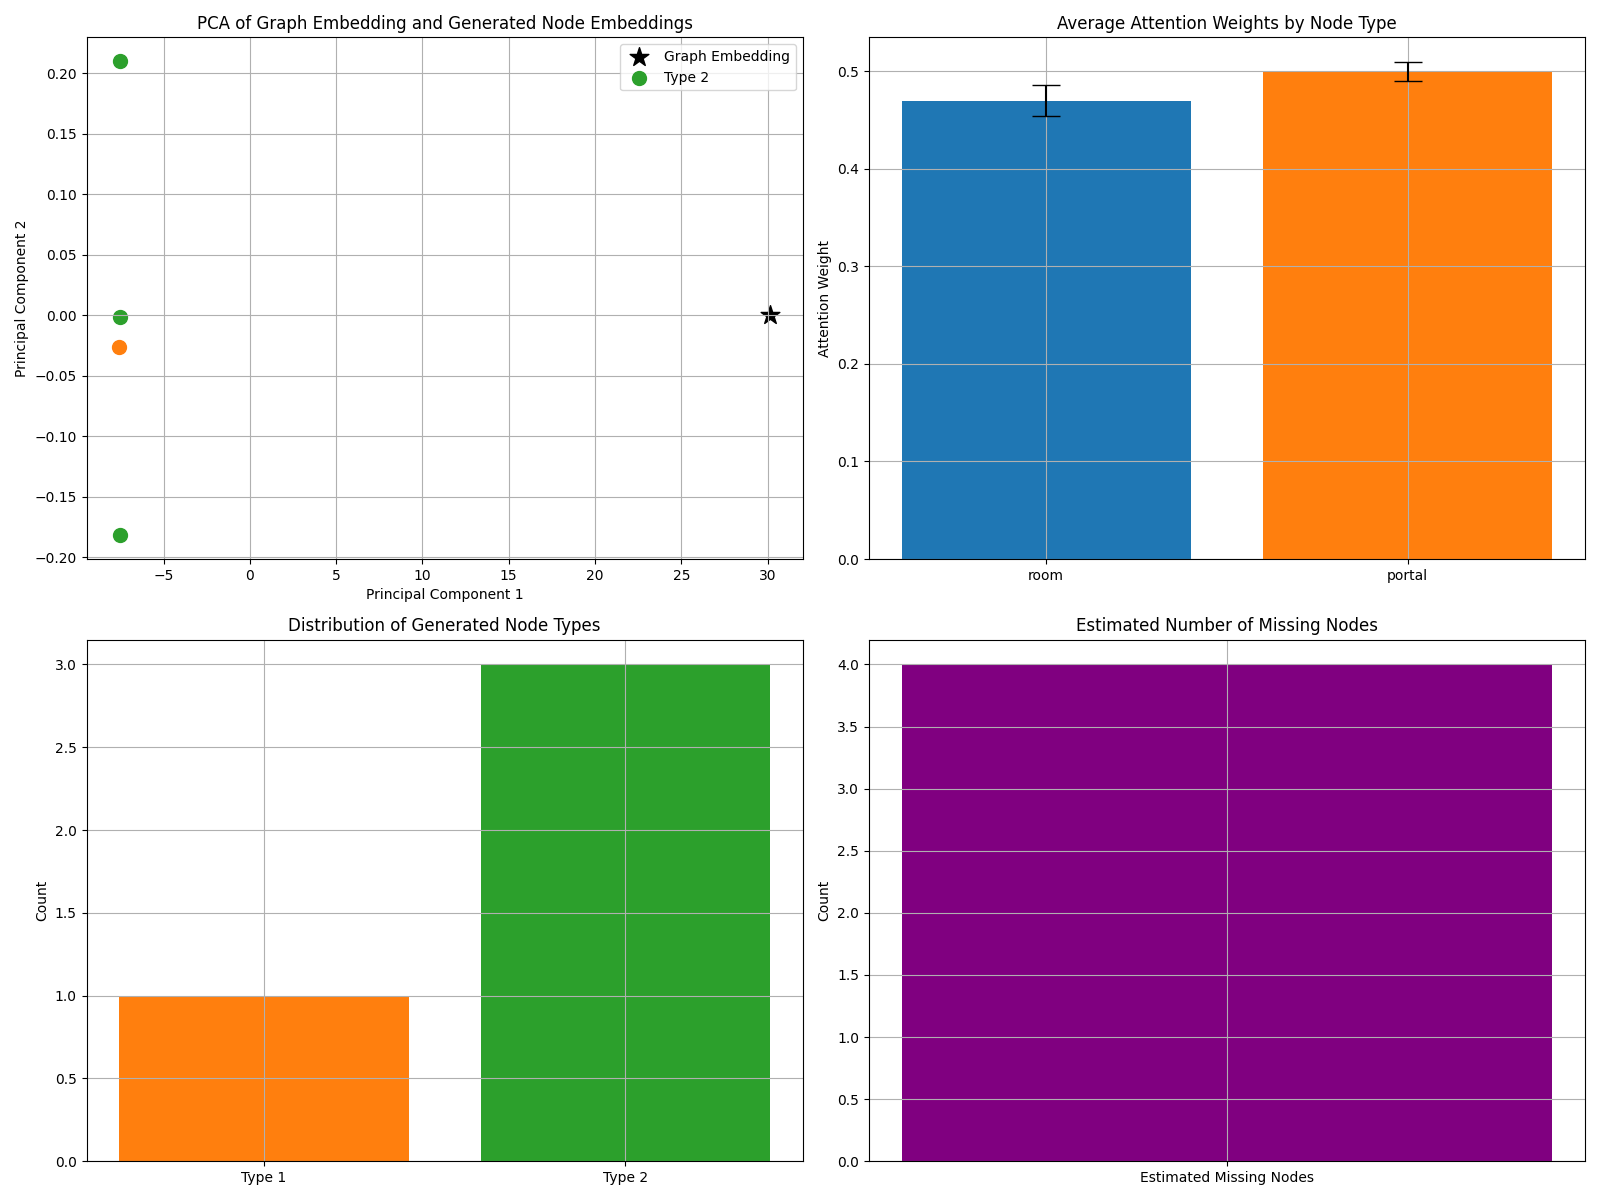 PCA of Graph Embedding and Generated Node Embeddings
Graph Embedding
Type 2
0.20
0.15
0.10
0.05
0.00
−0.05
−0.10
−0.15
−0.20
Principal Component 2
−5 0 5 10 15 20 25 30
Principal Component 1
Average Attention Weights by Node Type
0.5
0.4
0.3
0.2
0.1
0.0
Attention Weight
room portal
Distribution of Generated Node Types
3.0
2.5
2.0
1.5
1.0
0.5
0.0
Count
Type 1 Type 2
Estimated Number of Missing Nodes
4.0
3.5
3.0
2.5
2.0
1.5
1.0
0.5
0.0
Count
Estimated Missing Nodes